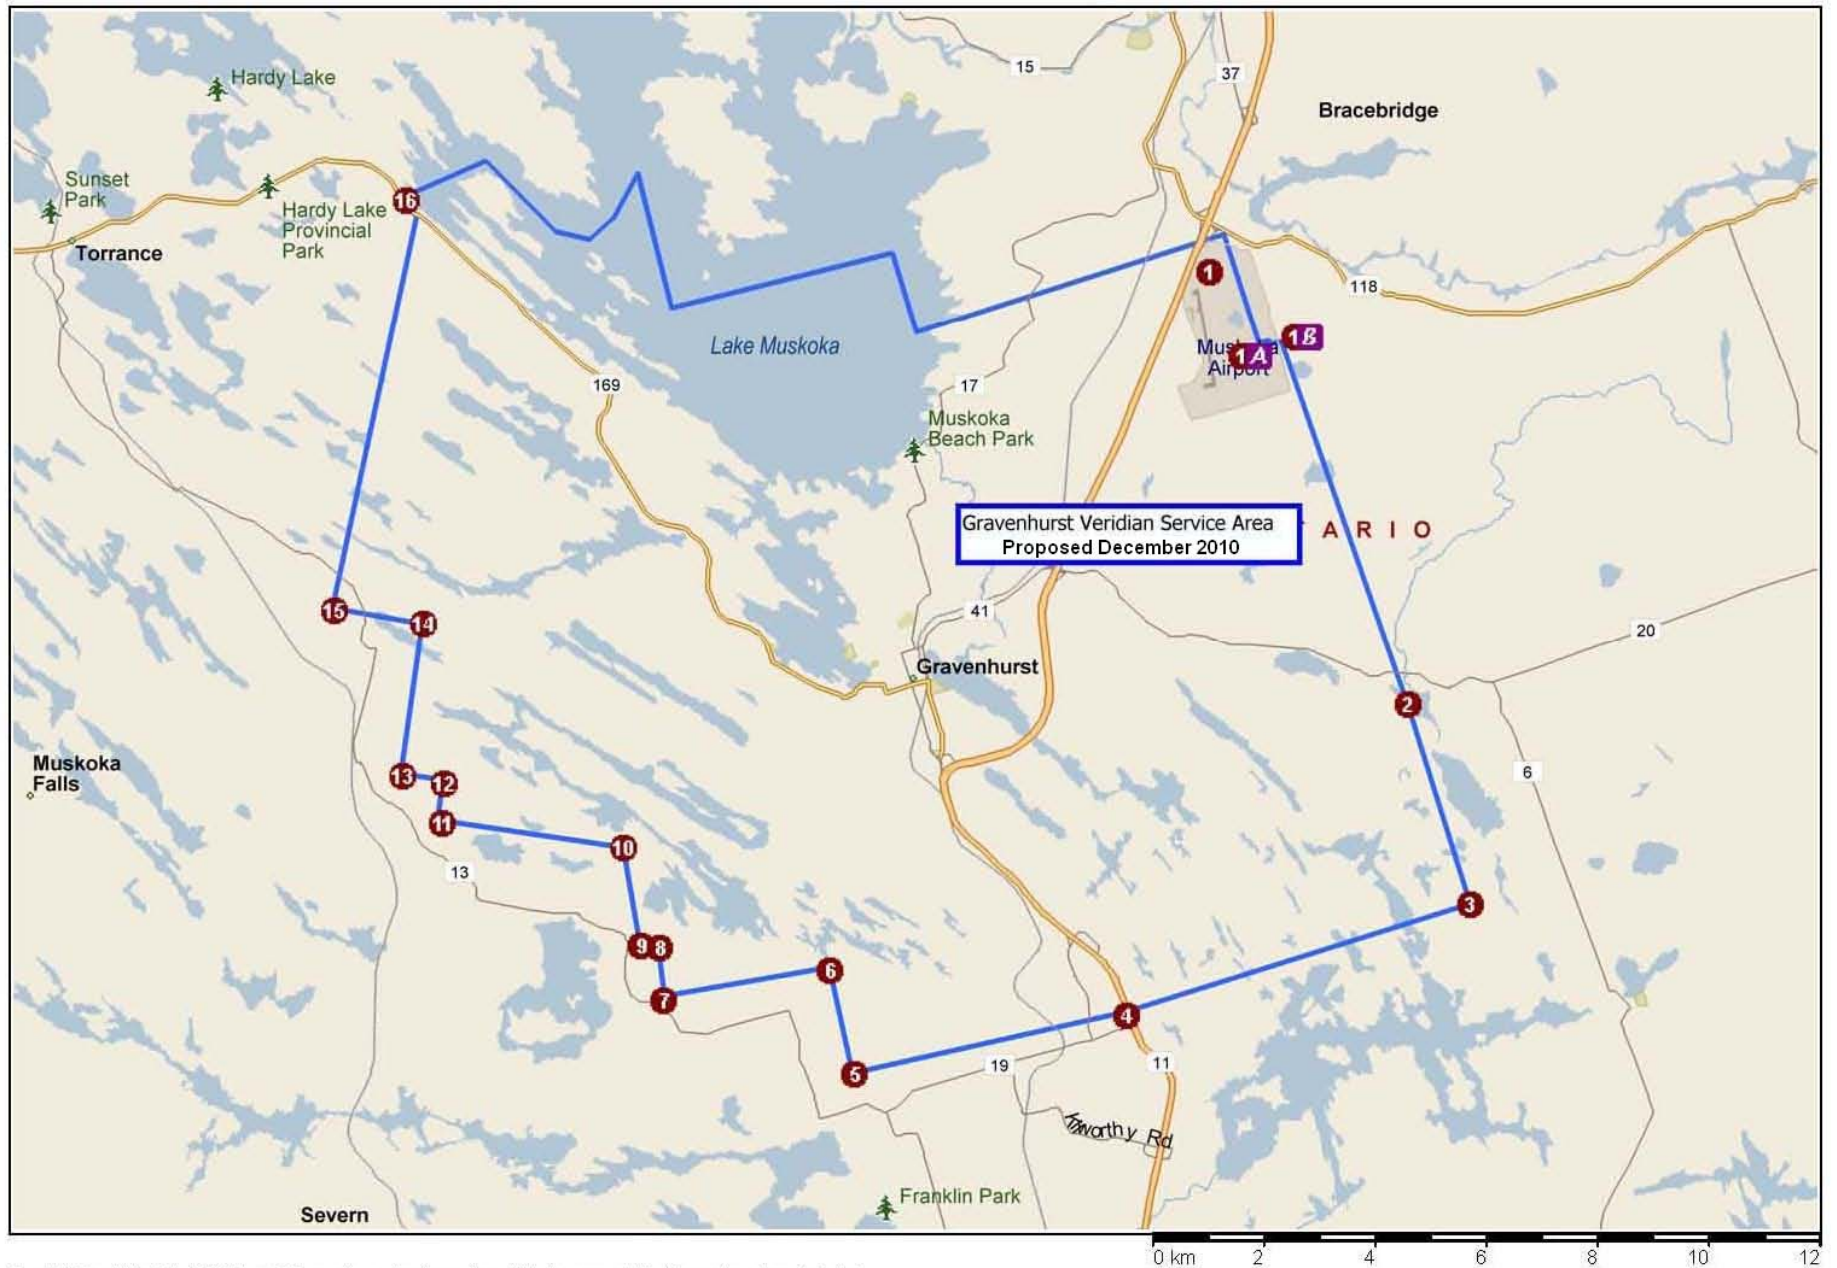 15
37
Bracebridge
Hardy Lake
Sunset
Park
Hardy Lake
Provincial
Park
Torrance
16
1
118
1B
1A
Airport
Lake Muskoka
169
17
Muskoka
Beach Park
Gravenhurst Veridian Service Area
Proposed December 2010
A R I O
15
14
41
20
Gravenhurst
2
Muskoka
Falls
13
12
6
11
10
13
3
9
8
6
7
4
5
19
11
worthy Rd
Franklin Park
Severn
0 km
2
4
6
8
10
12